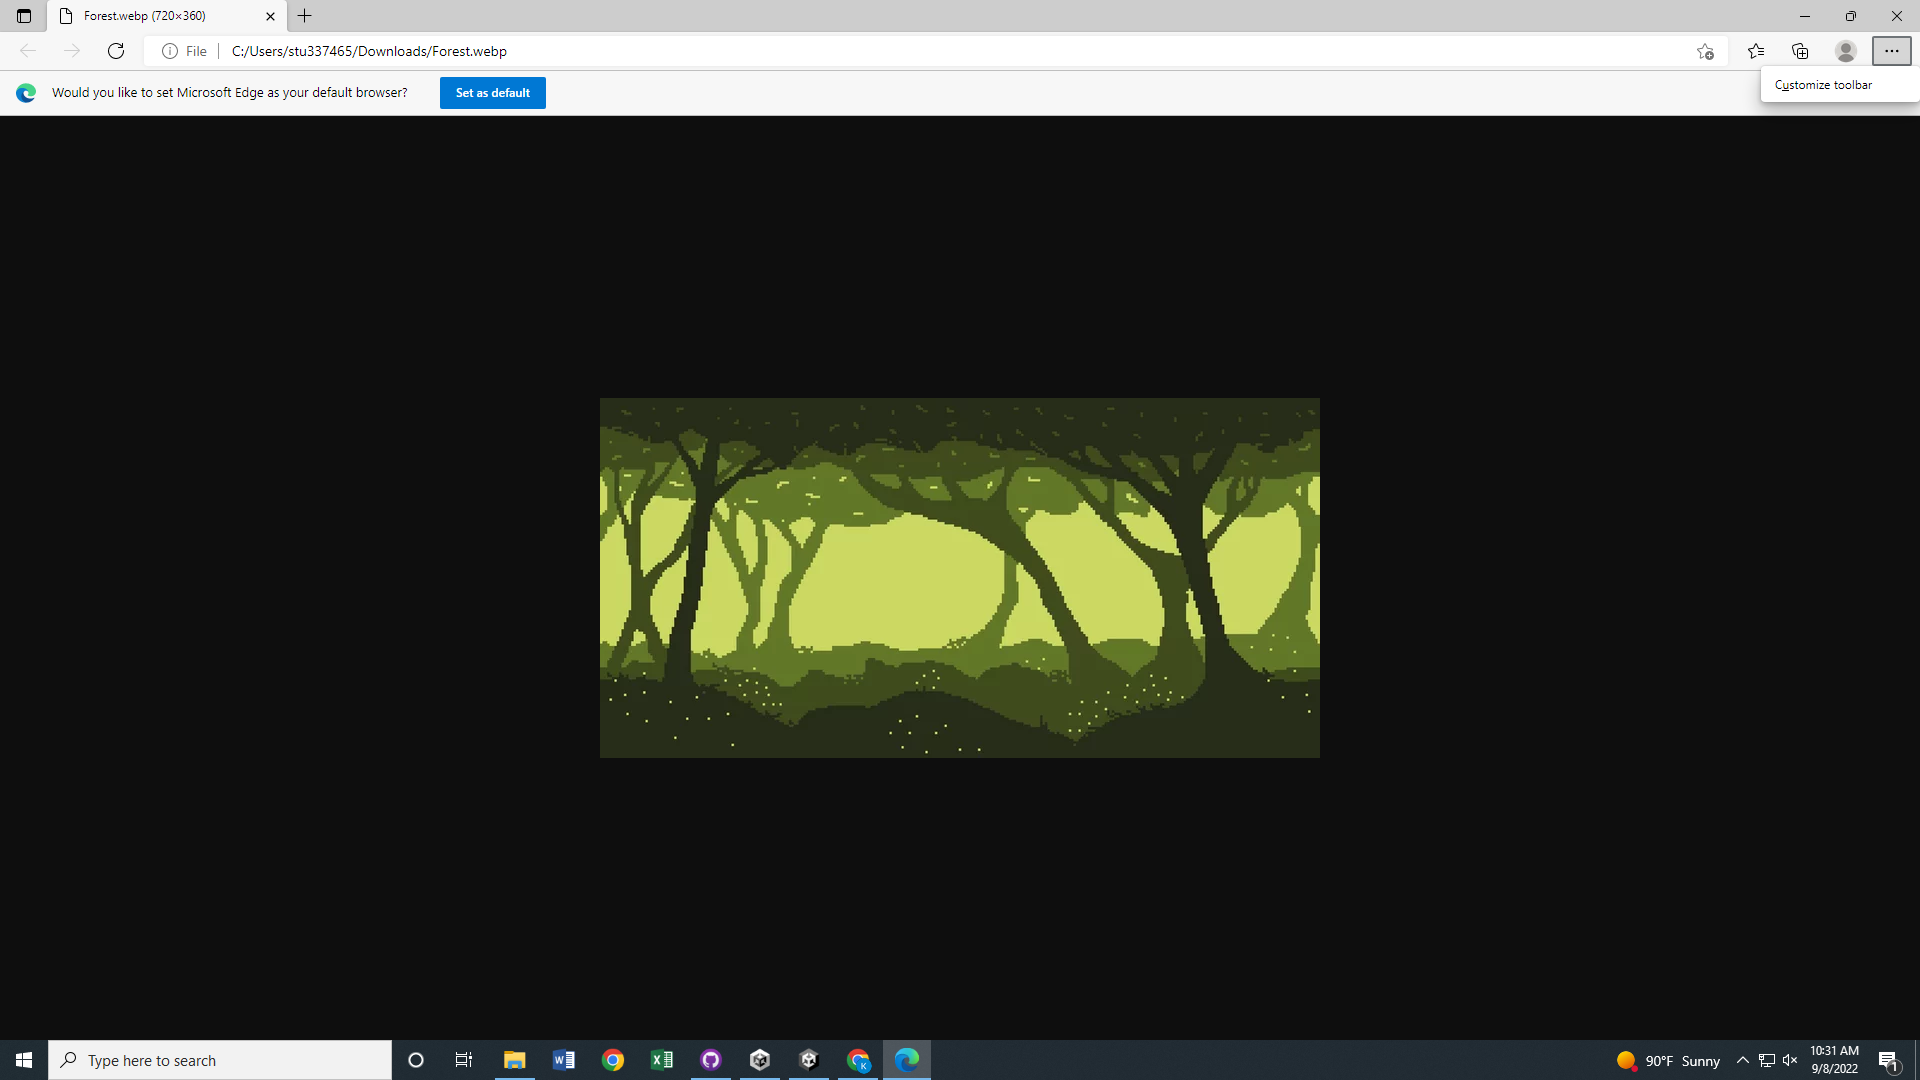 Forest.webp (720×360)
File
C:/Users/stu337465/Downloads/Forest.webp
Would you like to set Microsoft Edge as your default browser?
Set as default
Customize toolbar
Type here to search
K
90°F Sunny
10:31 AM
9/8/2022
1